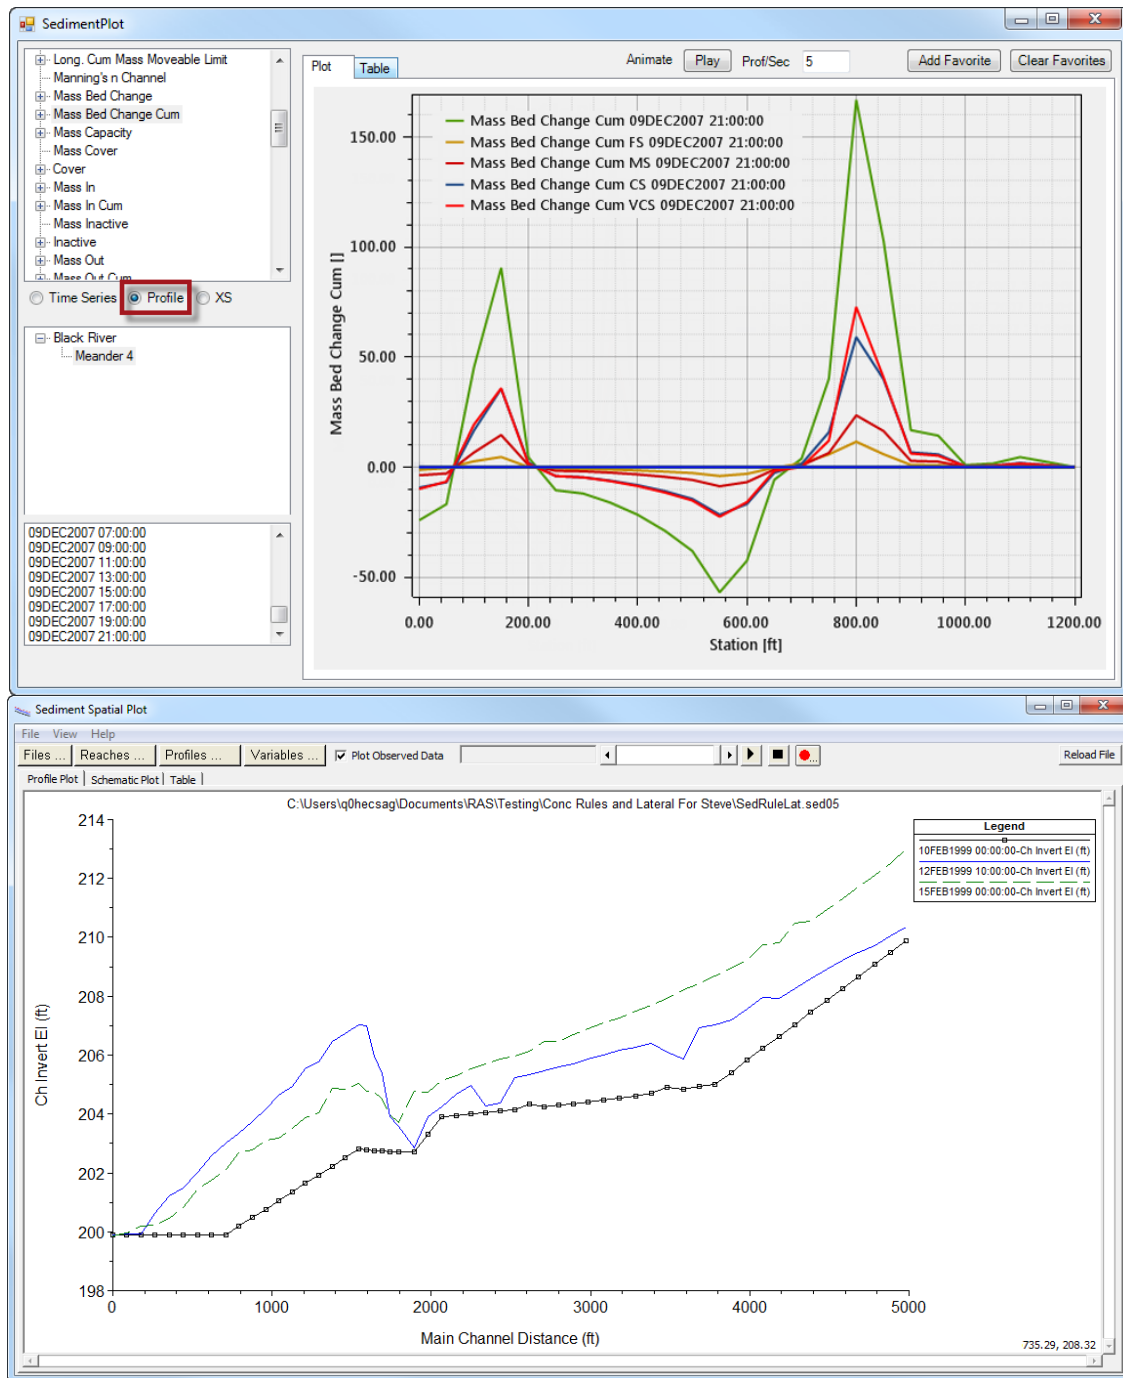 SedimentPlot
Long. Cum Mass Moveable Limit
Manning's n Channel
Mass Bed Change
Mass Bed Change Cum
Mass Capacity
Mass Cover
Cover
Mass In
Mass In Cum
Mass Inactive
Inactive
Mass Out
Mass Out Cum
Time Series Profile XS
Black River
Meander 4
09DEC2007 07:00:00
09DEC2007 09:00:00
09DEC2007 11:00:00
09DEC2007 13:00:00
09DEC2007 15:00:00
09DEC2007 17:00:00
09DEC2007 19:00:00
09DEC2007 21:00:00
Plot Table
Animate Play Prof/Sec 5 Add Favorite Clear Favorites
Mass Bed Change Cum 09DEC2007 21:00:00
Mass Bed Change Cum FS 09DEC2007 21:00:00
Mass Bed Change Cum MS 09DEC2007 21:00:00
Mass Bed Change Cum CS 09DEC2007 21:00:00
Mass Bed Change Cum VCS 09DEC2007 21:00:00
Mass Bed Change Cum []
150.00
100.00
50.00
0.00
-50.00
0.00 200.00 400.00 600.00 800.00 1000.00 1200.00
Station [ft]
Sediment Spatial Plot
File View Help
Files ... Reaches ... Profiles ... Variables ... Plot Observed Data ... Reload File
Profile Plot Schematic Plot Table
C:\Users\q0hecsag\Documents\RAS\Testing\Conc Rules and Lateral For Steve\SedRuleLat.sed05
Legend
10FEB1999 00:00:00-Ch Invert El (ft)
12FEB1999 10:00:00-Ch Invert El (ft)
15FEB1999 00:00:00-Ch Invert El (ft)
Ch Invert El (ft)
214
212
210
208
206
204
202
200
198
0 1000 2000 3000 4000 5000
Main Channel Distance (ft)
735.29, 208.32